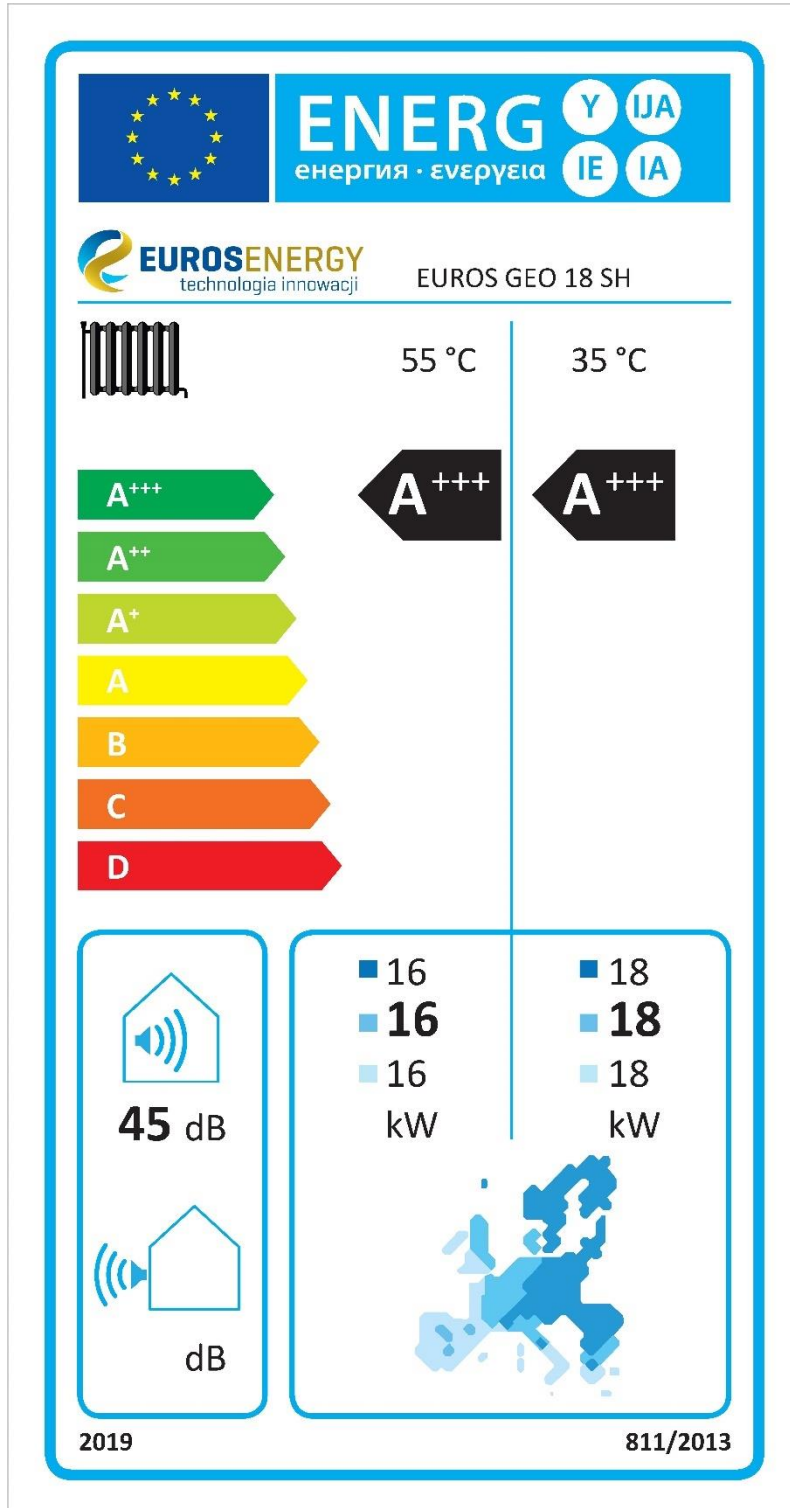 ENERG Y IJA
енергия · ενεργεια IE IA
EUROSENERGY
technologia innowacji
EUROS GEO 18 SH
55 °C 35 °C
A+++ A+++ A+++
A++
A+
A
B
C
D
16 18
16 18
16 18
kW kW
45 dB
dB
2019 811/2013